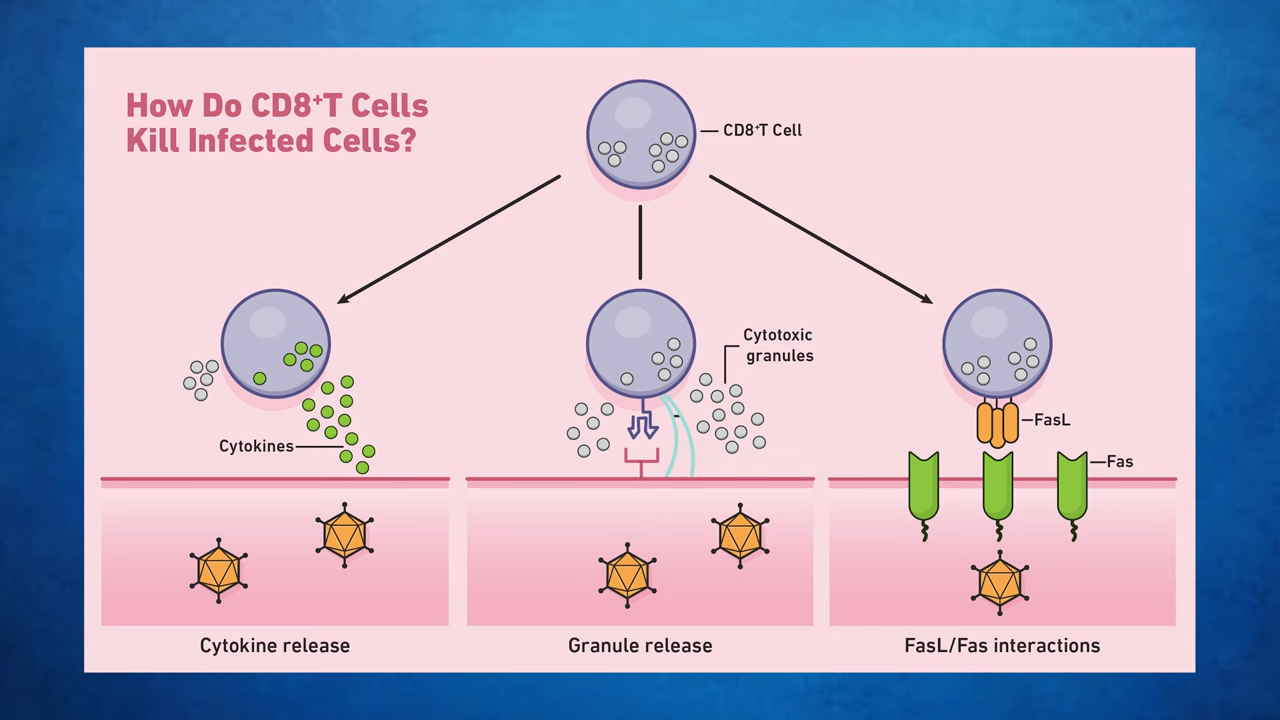 How Do CD8⁺T Cells
Kill Infected Cells?
CD8⁺T Cell
Cytotoxic
granules
Cytokines
FasL
Fas
Cytokine release
Granule release
FasL/Fas interactions